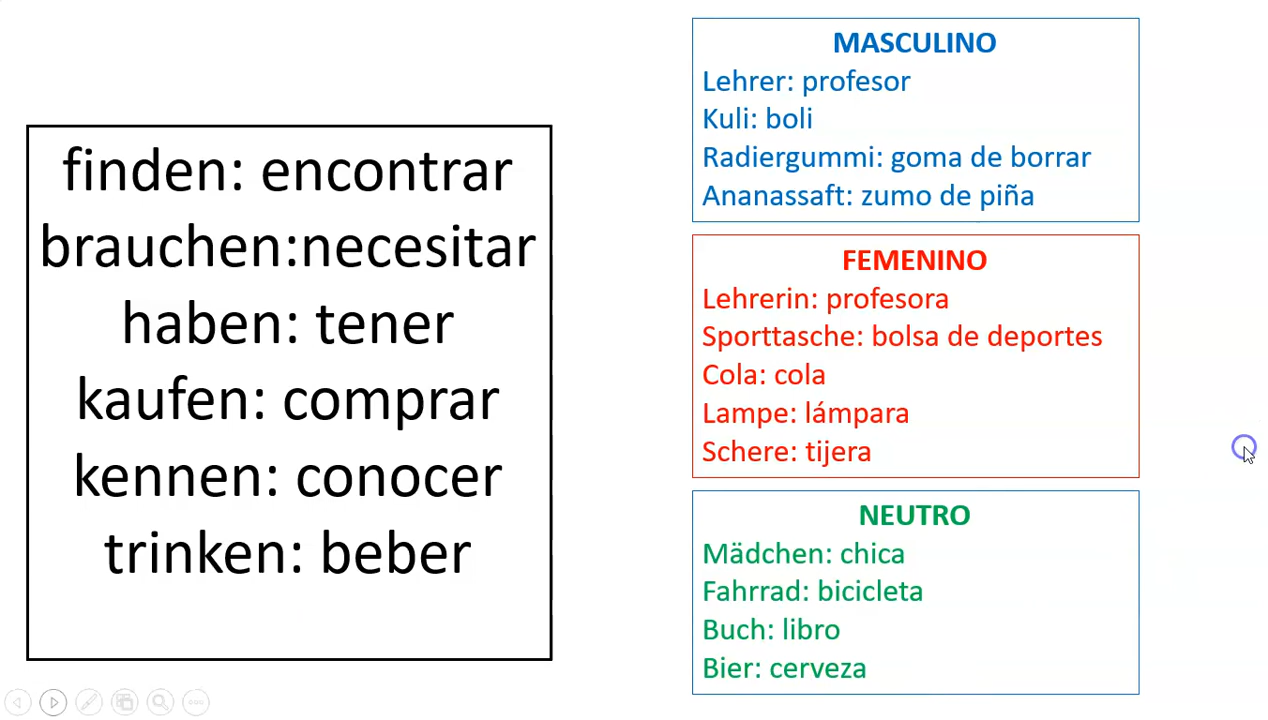 finden: encontrar
brauchen:necesitar
haben: tener
kaufen: comprar
kennen: conocer
trinken: beber
MASCULINO
Lehrer: profesor
Kuli: boli
Radiergummi: goma de borrar
Ananassaft: zumo de piña
FEMENINO
Lehrerin: profesora
Sporttasche: bolsa de deportes
Cola: cola
Lampe: lámpara
Schere: tijera
NEUTRO
Mädchen: chica
Fahrrad: bicicleta
Buch: libro
Bier: cerveza